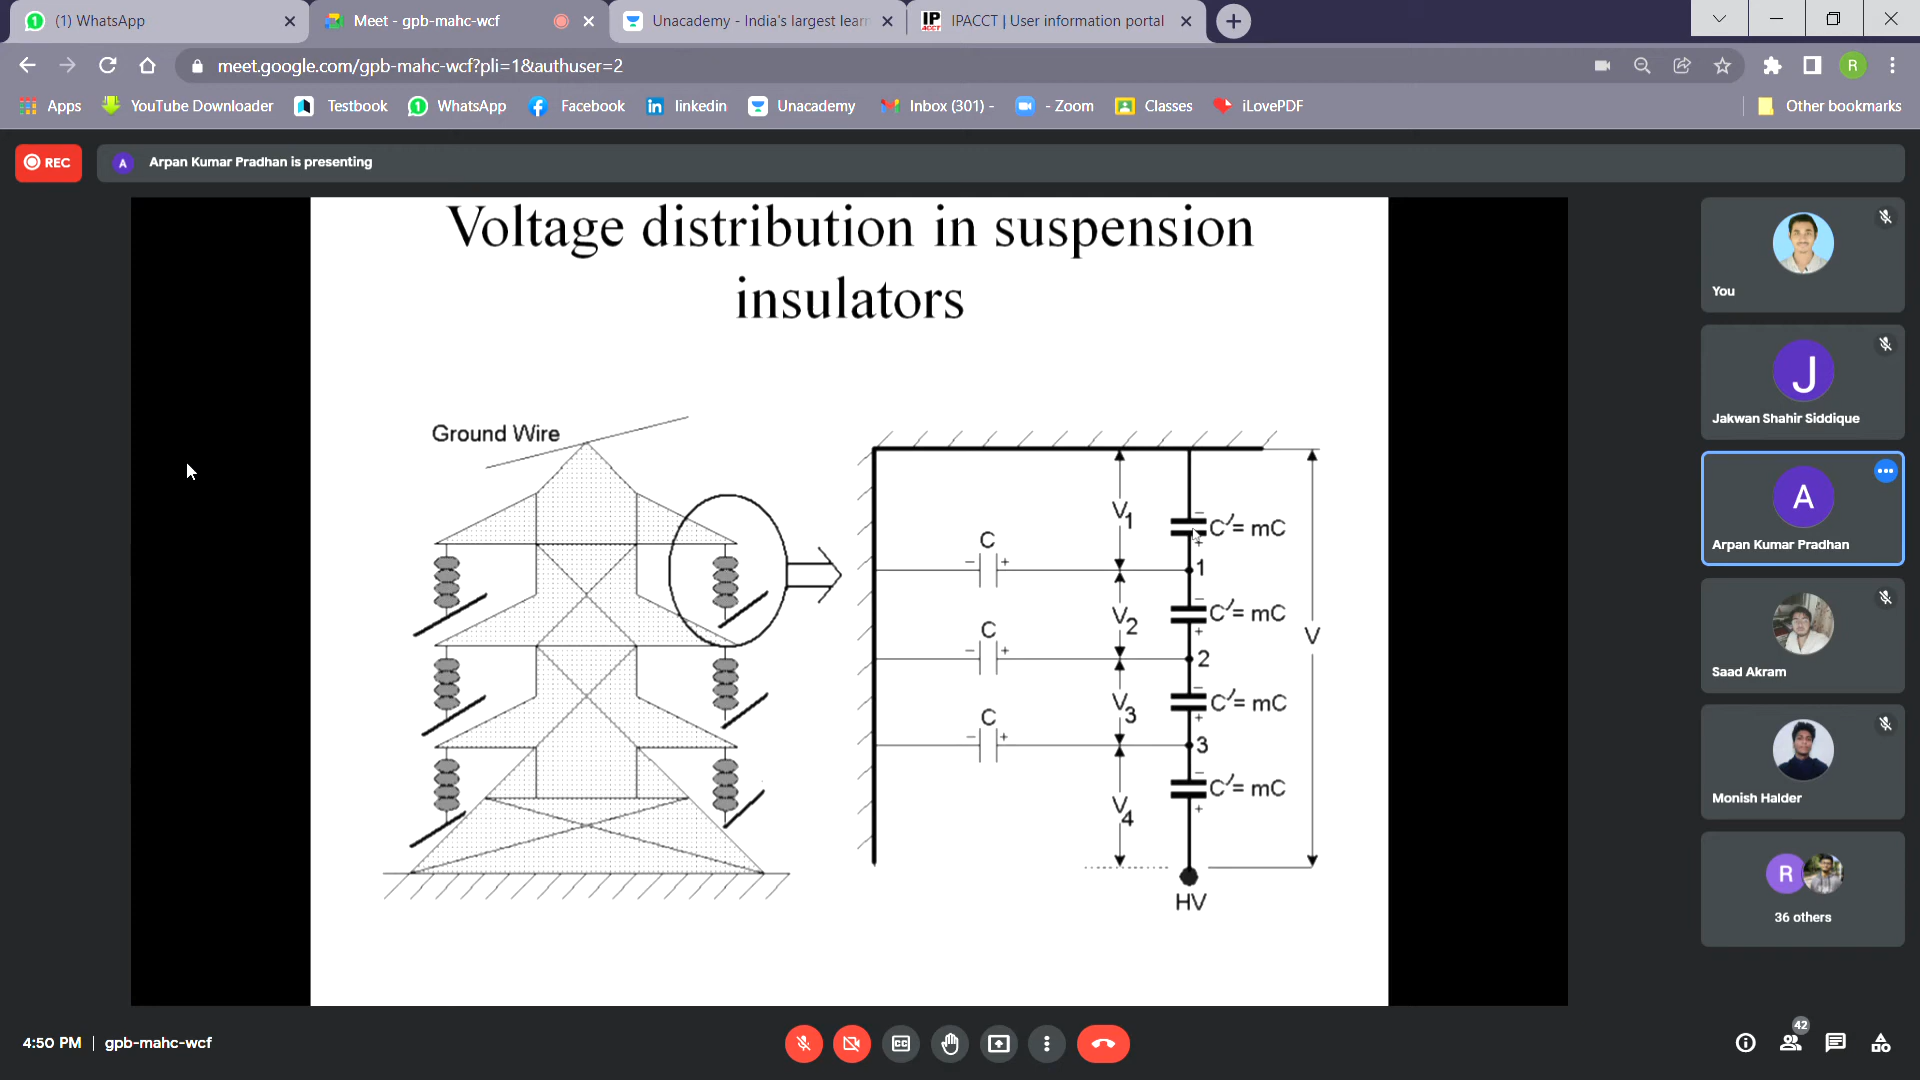 (1) WhatsApp
Meet - gpb-mahc-wcf
Unacademy - India's largest learn
IP
ACCT
IPACCT | User information portal
meet.google.com/gpb-mahc-wcf?pli=1&authuser=2
R
Apps
YouTube Downloader
Testbook
WhatsApp
Facebook
linkedin
Unacademy
Inbox (301) -
- Zoom
Classes
iLovePDF
Other bookmarks
REC
A
Arpan Kumar Pradhan is presenting
Voltage distribution in suspension
insulators
Ground Wire
V1
C
- +
C′= mC
- +
1
V2
C
- +
C′= mC
- +
2
V
V3
C
- +
C′= mC
- +
3
V4
C′= mC
- +
HV
You
J
Jakwan Shahir Siddique
A
Arpan Kumar Pradhan
Saad Akram
Monish Halder
R
36 others
4:50 PM | gpb-mahc-wcf
CC
42